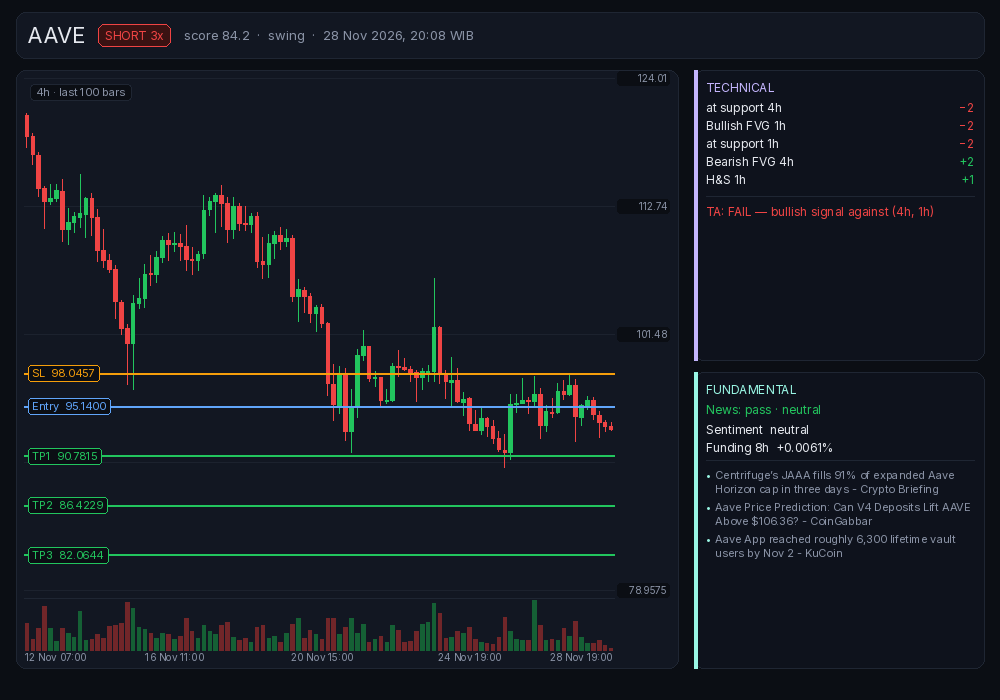 AAVE SHORT 3x score 84.2 · swing · 28 Nov 2026, 20:08 WIB
4h · last 100 bars
124.01
112.74
101.48
SL 98.0457
Entry 95.1400
TP1 90.7815
TP2 86.4229
TP3 82.0644
78.9575
12 Nov 07:00 16 Nov 11:00 20 Nov 15:00 24 Nov 19:00 28 Nov 19:00
TECHNICAL
at support 4h −2
Bullish FVG 1h −2
at support 1h −2
Bearish FVG 4h +2
H&S 1h +1
TA: FAIL — bullish signal against (4h, 1h)
FUNDAMENTAL
News: pass · neutral
Sentiment neutral
Funding 8h +0.0061%
• Centrifuge's JAAA fills 91% of expanded Aave
Horizon cap in three days - Crypto Briefing
• Aave Price Prediction: Can V4 Deposits Lift AAVE
Above $106.36? - CoinGabbar
• Aave App reached roughly 6,300 lifetime vault
users by Nov 2 - KuCoin